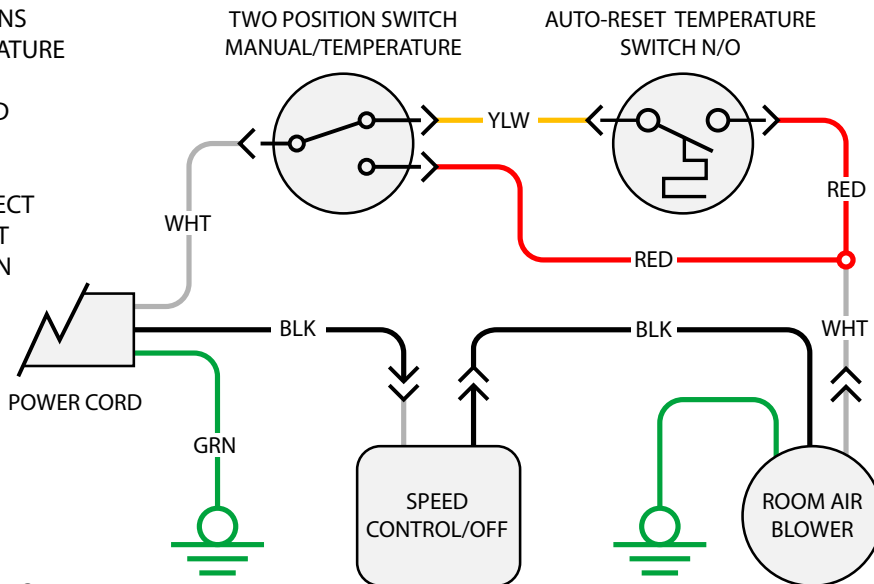 NS
TWO POSITION SWITCH
MANUAL/TEMPERATURE
AUTO-RESET TEMPERATURE
SWITCH N/O
ATURE
D
YLW
ECT
T
N
WHT
RED
RED
BLK
BLK
WHT
POWER CORD
GRN
SPEED
CONTROL/OFF
ROOM AIR
BLOWER